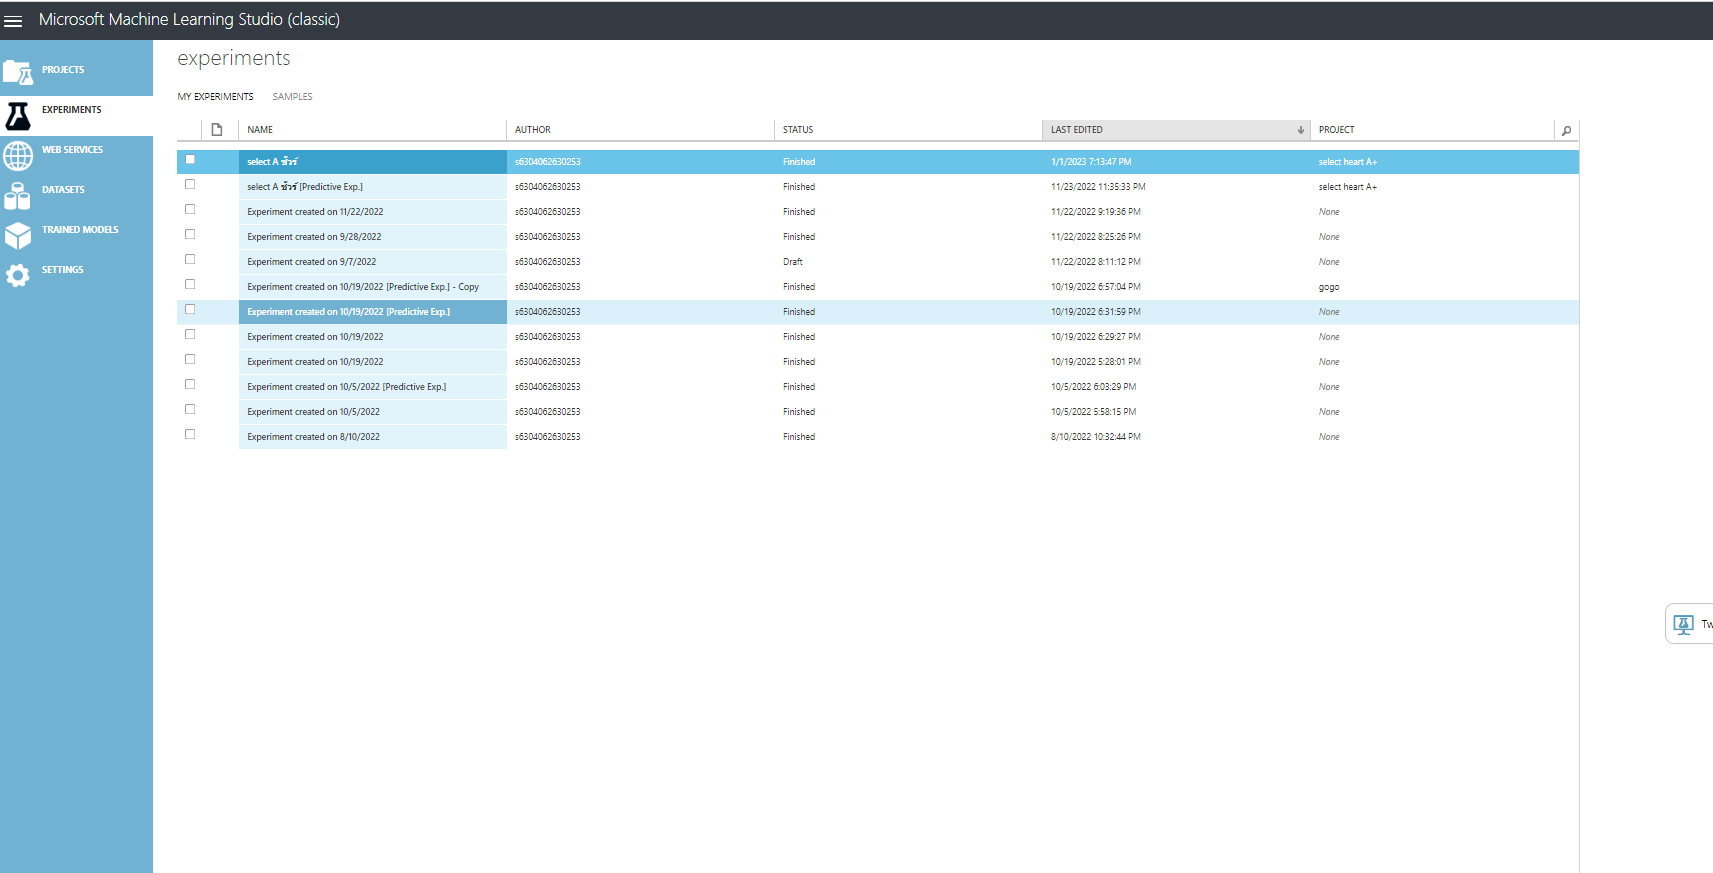 Microsoft Machine Learning Studio (classic)
PROJECTS
EXPERIMENTS
WEB SERVICES
DATASETS
TRAINED MODELS
SETTINGS
experiments
MY EXPERIMENTS SAMPLES
NAME AUTHOR STATUS LAST EDITED PROJECT
select A ชัวร์ s6304062630253 Finished 1/1/2023 7:13:47 PM select heart A+
select A ชัวร์ [Predictive Exp.] s6304062630253 Finished 11/23/2022 11:35:33 PM select heart A+
Experiment created on 11/22/2022 s6304062630253 Finished 11/22/2022 9:19:36 PM None
Experiment created on 9/28/2022 s6304062630253 Finished 11/22/2022 8:25:26 PM None
Experiment created on 9/7/2022 s6304062630253 Draft 11/22/2022 8:11:12 PM None
Experiment created on 10/19/2022 [Predictive Exp.] - Copy s6304062630253 Finished 10/19/2022 6:57:04 PM gogo
Experiment created on 10/19/2022 [Predictive Exp.] s6304062630253 Finished 10/19/2022 6:31:59 PM None
Experiment created on 10/19/2022 s6304062630253 Finished 10/19/2022 6:29:27 PM None
Experiment created on 10/19/2022 s6304062630253 Finished 10/19/2022 5:28:01 PM None
Experiment created on 10/5/2022 [Predictive Exp.] s6304062630253 Finished 10/5/2022 6:03:29 PM None
Experiment created on 10/5/2022 s6304062630253 Finished 10/5/2022 5:58:15 PM None
Experiment created on 8/10/2022 s6304062630253 Finished 8/10/2022 10:32:44 PM None
Tw